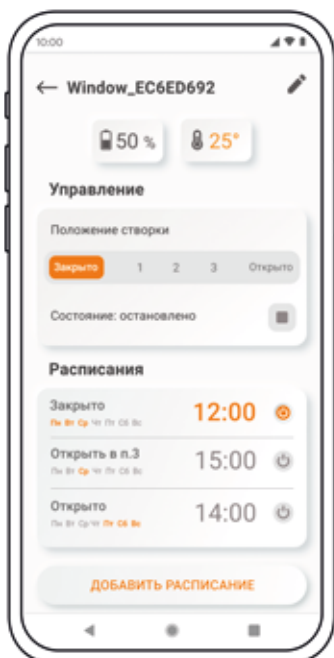 10:00
← Window_EC6ED692
50 %
25°
Управление
Положение створки
Закрыто 1 2 3 Открыто
Состояние: остановлено
Расписания
Закрыто
12:00
Пн Вт Ср Чт Пт Сб Вс
Открыть в п.3
15:00
Пн Вт Ср Чт Пт Сб Вс
Открыто
14:00
Пн Вт Ср Чт Пт Сб Вс
ДОБАВИТЬ РАСПИСАНИЕ